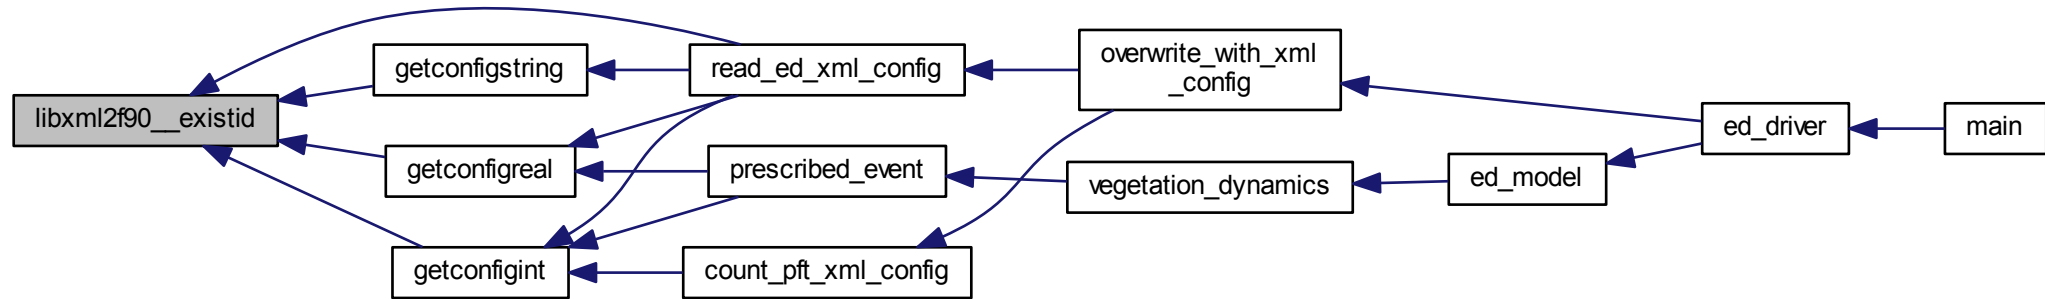 libxml2f90__existid
getconfigstring
getconfigreal
getconfigint
read_ed_xml_config
prescribed_event
count_pft_xml_config
overwrite_with_xml
_config
vegetation_dynamics
ed_model
ed_driver
main